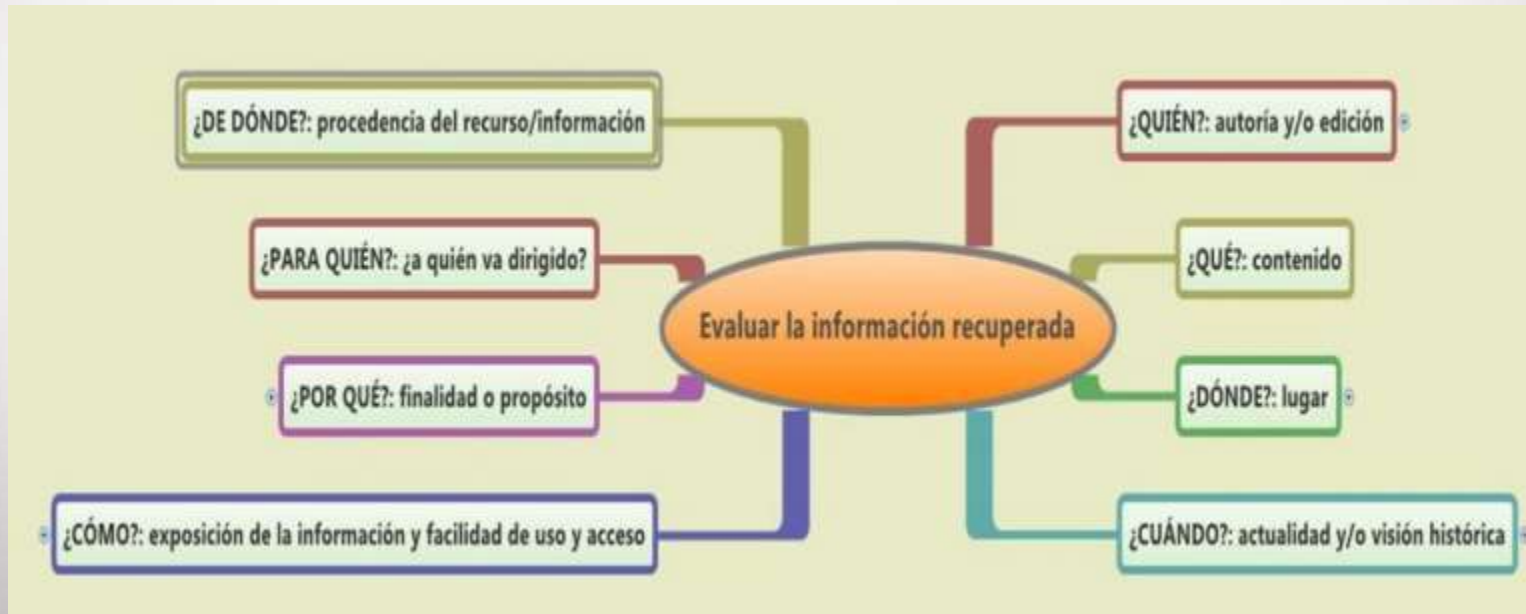 ¿DE DÓNDE?: procedencia del recurso/información
¿QUIÉN?: autoría y/o edición
¿PARA QUIÉN?: ¿a quién va dirigido?
¿QUÉ?: contenido
Evaluar la información recuperada
¿POR QUÉ?: finalidad o propósito
¿DÓNDE?: lugar
¿CÓMO?: exposición de la información y facilidad de uso y acceso
¿CUÁNDO?: actualidad y/o visión histórica